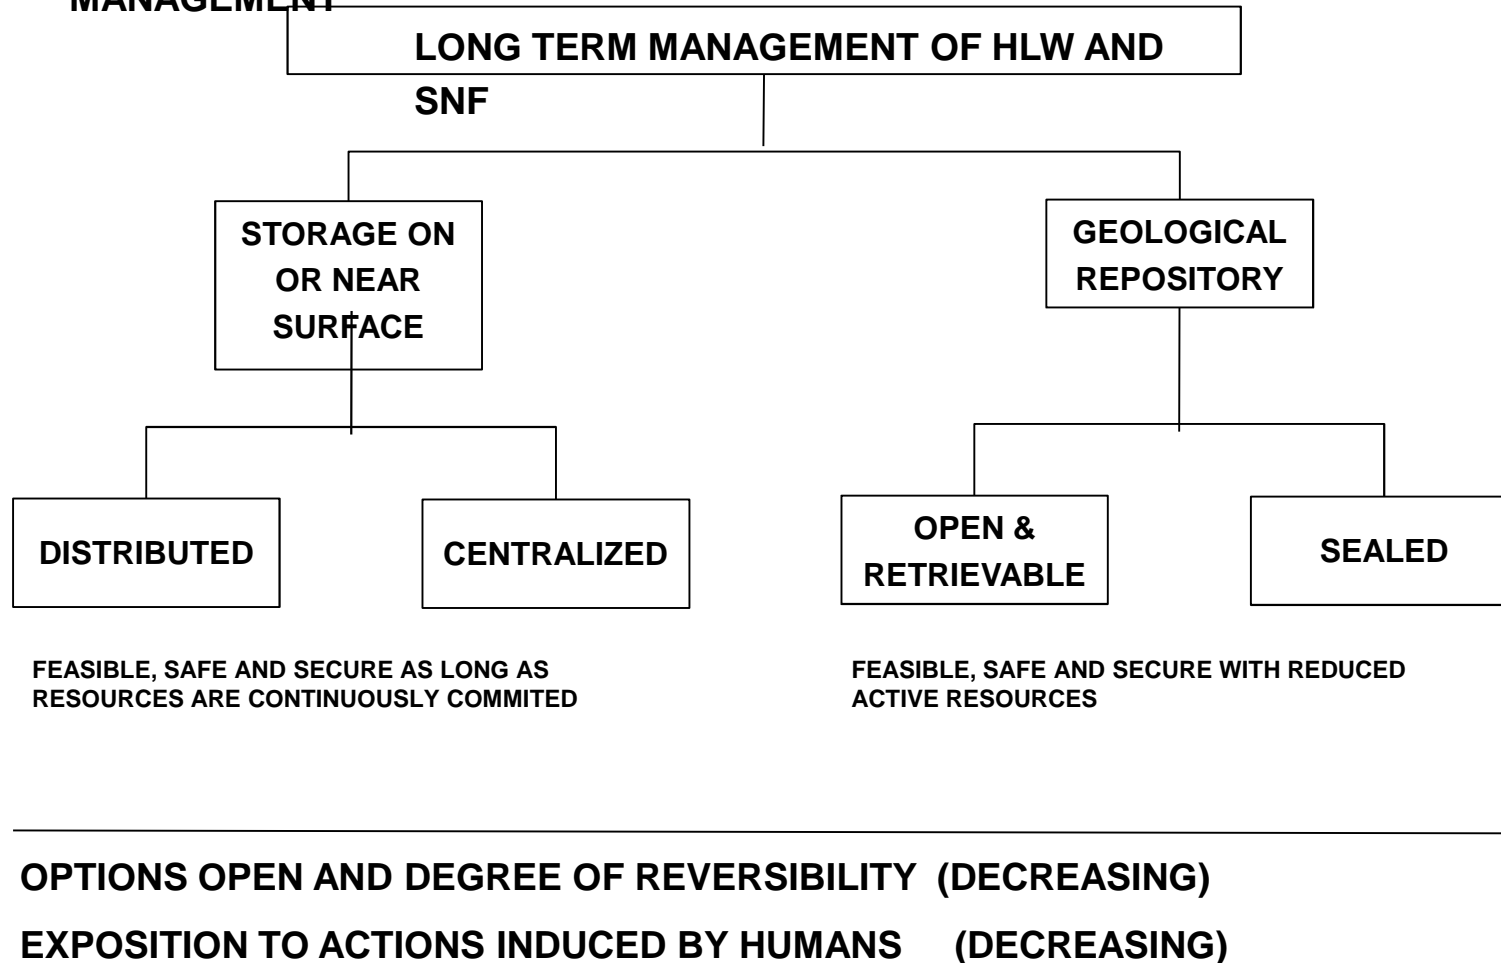 MANAGEMENT
LONG TERM MANAGEMENT OF HLW AND
SNF
STORAGE ON
OR NEAR
SURFACE
GEOLOGICAL
REPOSITORY
DISTRIBUTED
CENTRALIZED
OPEN &
RETRIEVABLE
SEALED
FEASIBLE, SAFE AND SECURE AS LONG AS
RESOURCES ARE CONTINUOUSLY COMMITED
FEASIBLE, SAFE AND SECURE WITH REDUCED
ACTIVE RESOURCES
OPTIONS OPEN AND DEGREE OF REVERSIBILITY (DECREASING)
EXPOSITION TO ACTIONS INDUCED BY HUMANS (DECREASING)